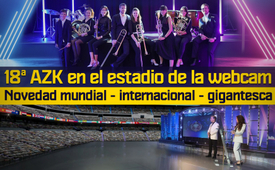 18ª AZK en el estadio de la webcam
Novedad mundial - internacional - gigantesca